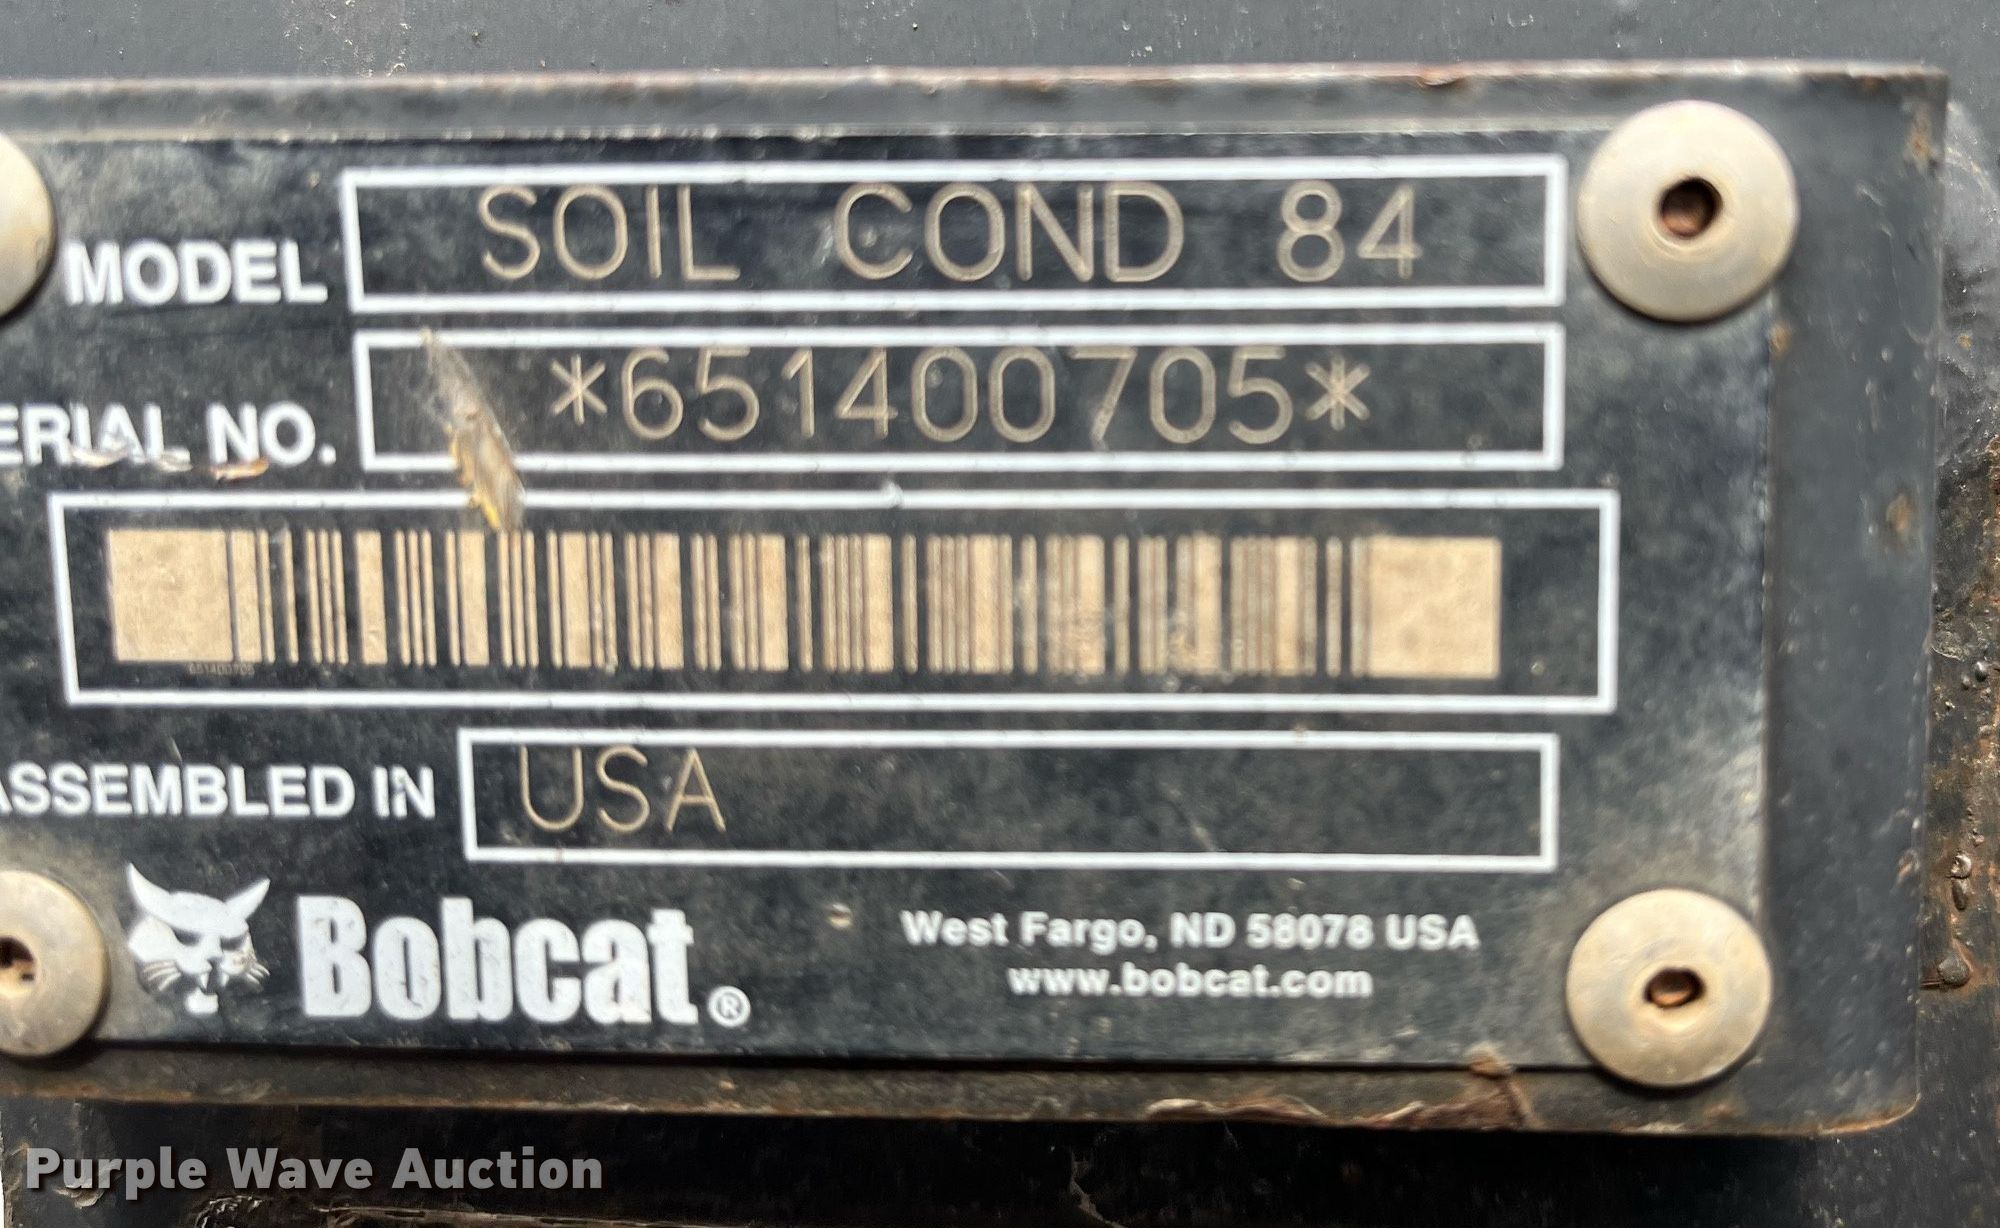 MODEL SOIL COND 84
ERIAL NO. *651400705*
651400705
ASSEMBLED IN USA
Bobcat®
West Fargo, ND 58078 USA
www.bobcat.com
Purple Wave Auction